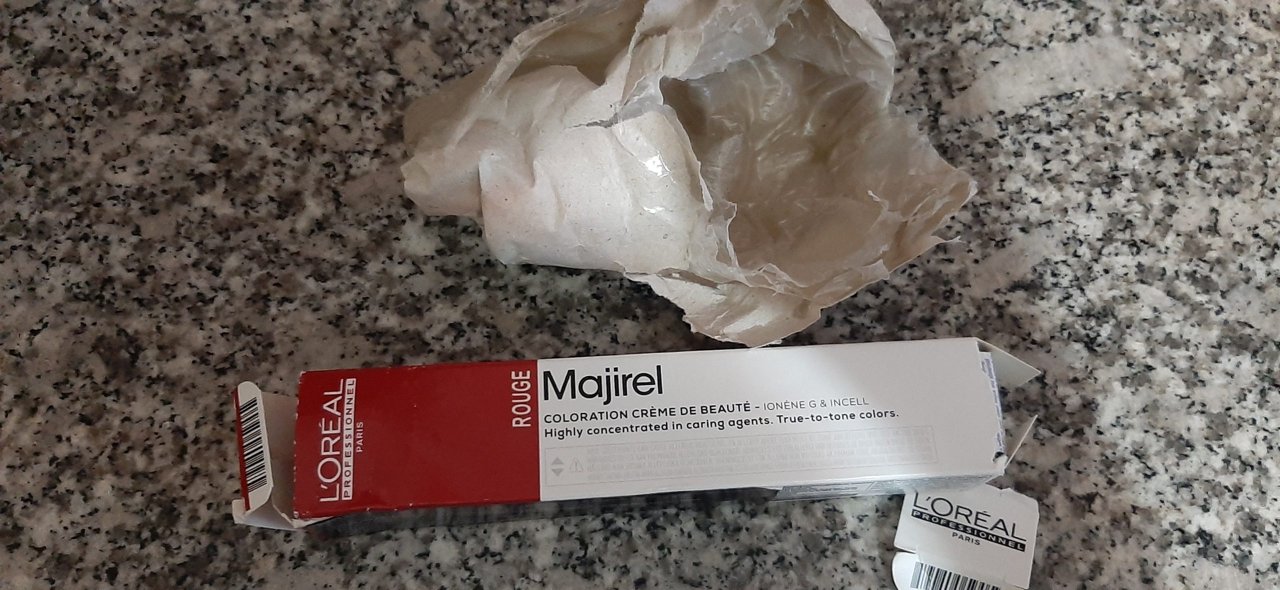 L'ORÉAL
PROFESSIONNEL
PARIS
ROUGE
Majirel
COLORATION CRÈME DE BEAUTÉ - IONÈNE G & INCELL
Highly concentrated in caring agents. True-to-tone colors.
L'ORÉAL
PROFESSIONNEL
PARIS